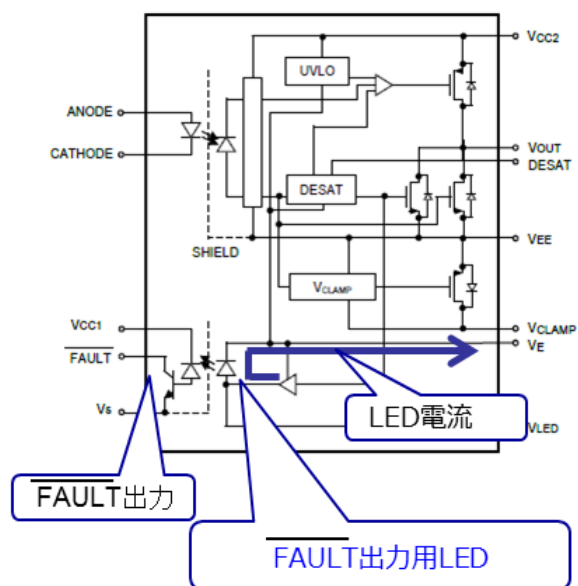 VCC2
UVLO
ANODE
CATHODE
VOUT
DESAT
DESAT
SHIELD
VEE
VCLAMP
VCC1
FAULT
VCLAMP
VE
VS
LED電流
VLED
FAULT出力
FAULT出力用LED